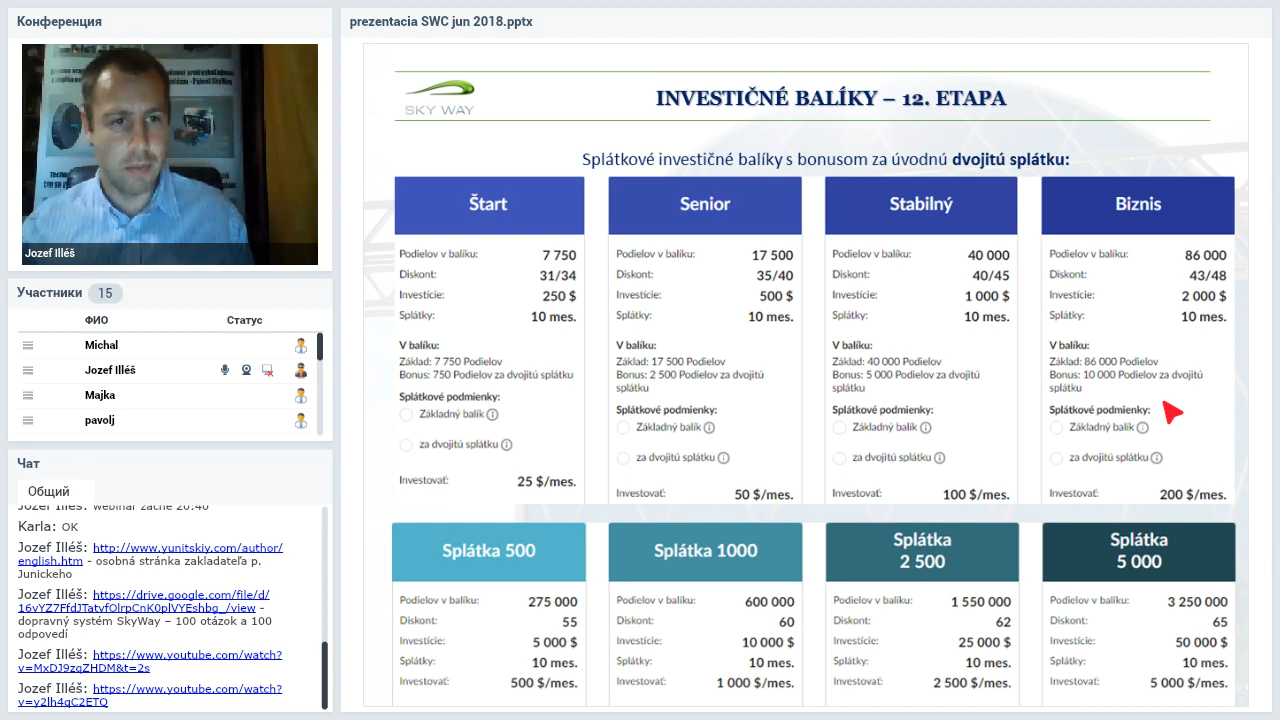 Конференция
Jozef Illéš
Участники 15
ФИО Статус
Michal
Jozef Illéš
Majka
pavolj
Чат
Общий
Jozef Illéš: webinar začne 20:40
Karla: OK
Jozef Illéš: http://www.yunitskiy.com/author/
english.htm - osobná stránka zakladateľa p.
Junickeho
Jozef Illéš: https://drive.google.com/file/d/
16vYZ7FfdJTatvfOlrpCnK0plVYEshbg_/view -
dopravný systém SkyWay – 100 otázok a 100
odpovedí
Jozef Illéš: https://www.youtube.com/watch?
v=MxDJ9zqZHDM&t=2s
Jozef Illéš: https://www.youtube.com/watch?
v=y2lh4qC2ETQ
prezentacia SWC jun 2018.pptx
SKY WAY
INVESTIČNÉ BALÍKY – 12. ETAPA
Splátkové investičné balíky s bonusom za úvodnú dvojitú splátku:
Štart
Podielov v balíku: 7 750
Diskont: 31/34
Investície: 250 $
Splátky: 10 mes.
V balíku:
Základ: 7 750 Podielov
Bonus: 750 Podielov za dvojitú splátku
Splátkové podmienky:
Základný balík
za dvojitú splátku
Investovať: 25 $/mes.
Senior
Podielov v balíku: 17 500
Diskont: 35/40
Investície: 500 $
Splátky: 10 mes.
V balíku:
Základ: 17 500 Podielov
Bonus: 2 500 Podielov za dvojitú
splátku
Splátkové podmienky:
Základný balík
za dvojitú splátku
Investovať: 50 $/mes.
Stabilný
Podielov v balíku: 40 000
Diskont: 40/45
Investície: 1 000 $
Splátky: 10 mes.
V balíku:
Základ: 40 000 Podielov
Bonus: 5 000 Podielov za dvojitú
splátku
Splátkové podmienky:
Základný balík
za dvojitú splátku
Investovať: 100 $/mes.
Biznis
Podielov v balíku: 86 000
Diskont: 43/48
Investície: 2 000 $
Splátky: 10 mes.
V balíku:
Základ: 86 000 Podielov
Bonus: 10 000 Podielov za dvojitú
splátku
Splátkové podmienky:
Základný balík
za dvojitú splátku
Investovať: 200 $/mes.
Splátka 500
Podielov v balíku: 275 000
Diskont: 55
Investície: 5 000 $
Splátky: 10 mes.
Investovať: 500 $/mes.
Splátka 1000
Podielov v balíku: 600 000
Diskont: 60
Investície: 10 000 $
Splátky: 10 mes.
Investovať: 1 000 $/mes.
Splátka
2 500
Podielov v balíku: 1 550 000
Diskont: 62
Investície: 25 000 $
Splátky: 10 mes.
Investovať: 2 500 $/mes.
Splátka
5 000
Podielov v balíku: 3 250 000
Diskont: 65
Investície: 50 000 $
Splátky: 10 mes.
Investovať: 5 000 $/mes.